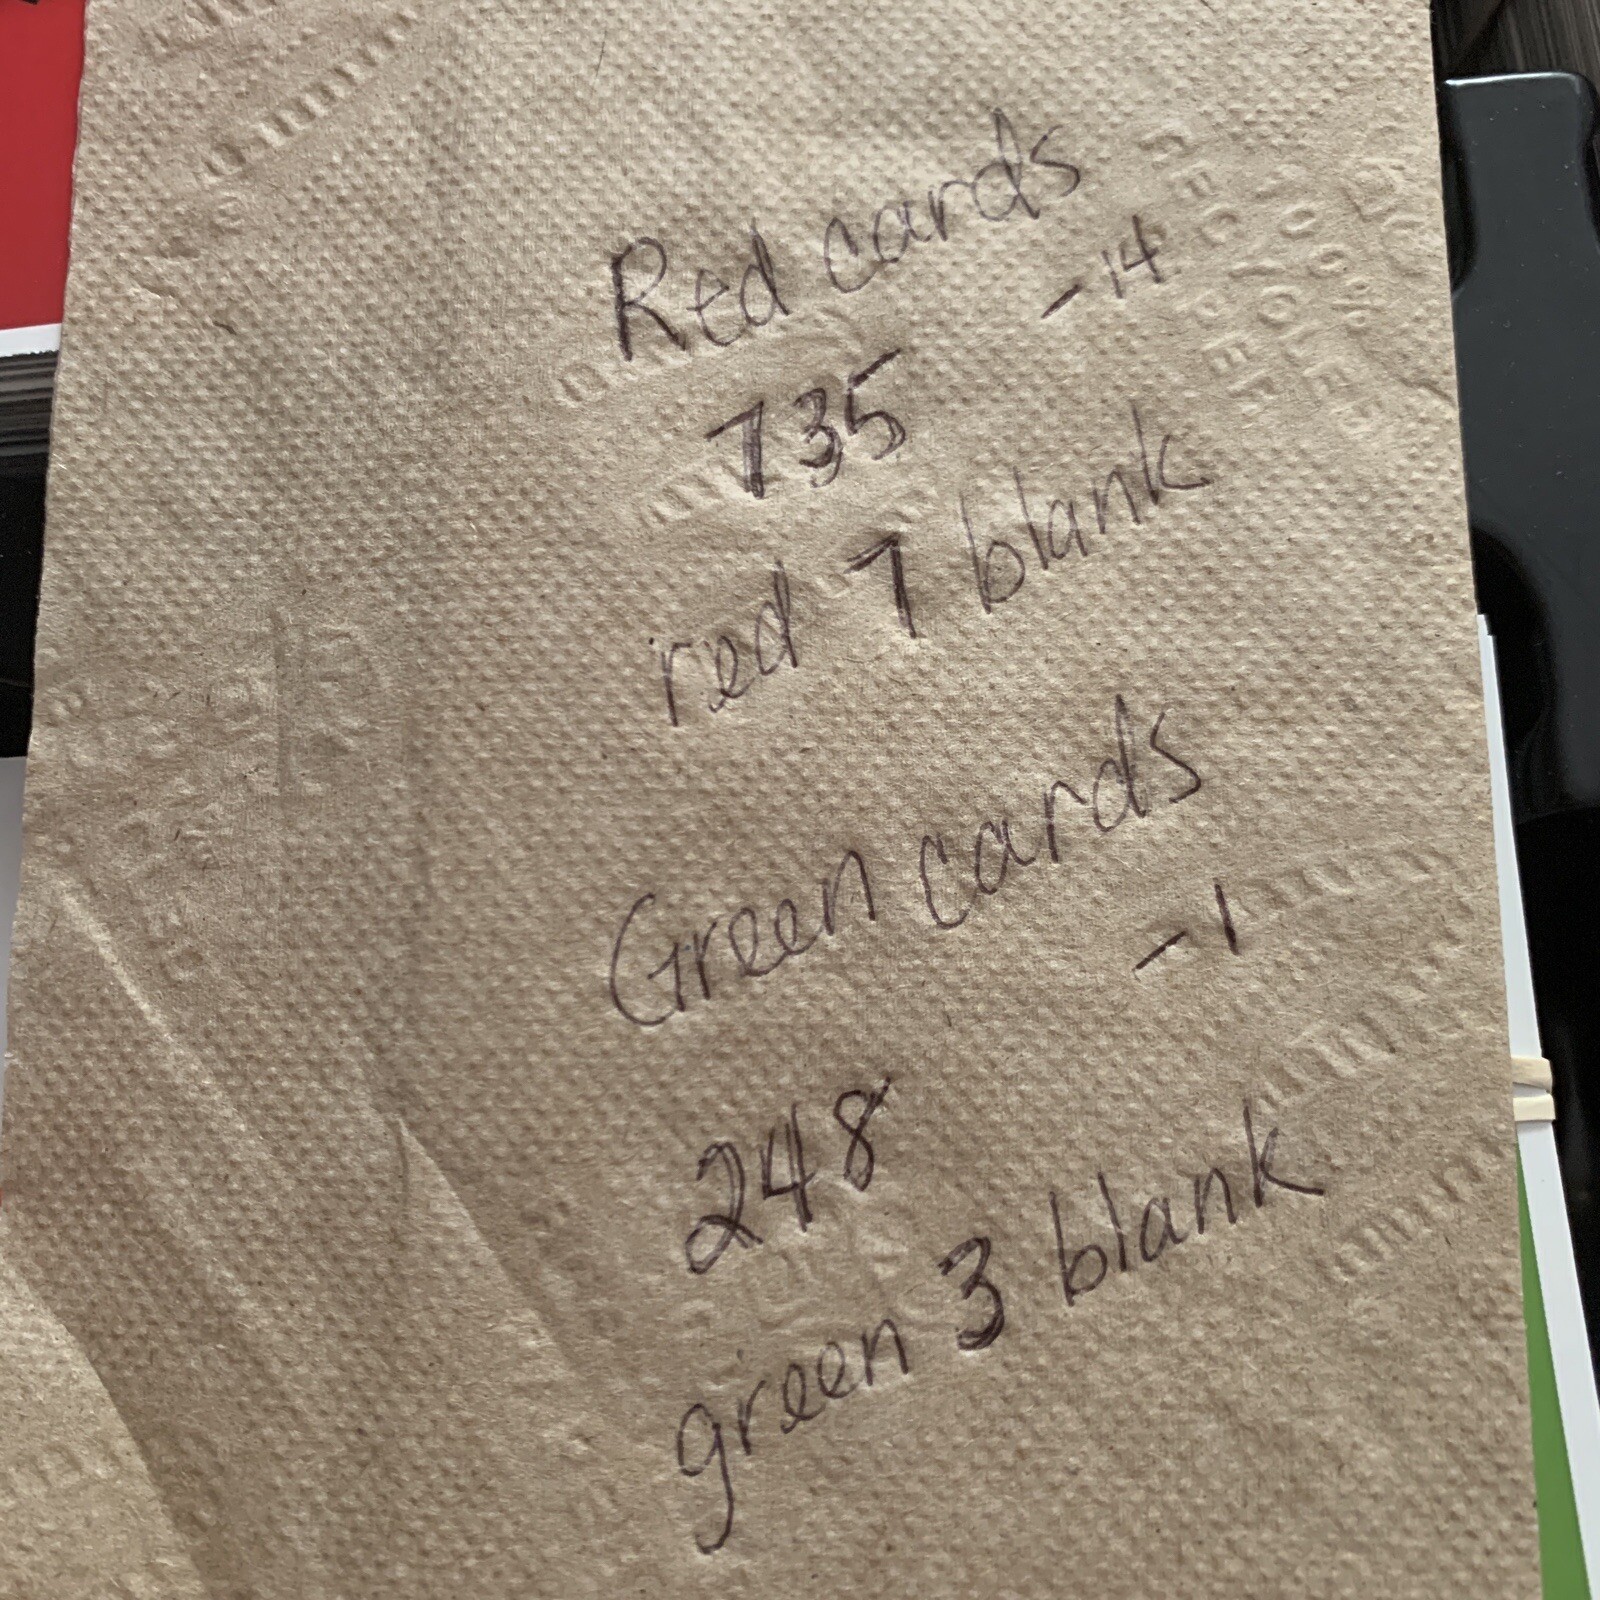 Red cards
-14
735
red 7 blank
Green cards
-1
248
green 3 blank